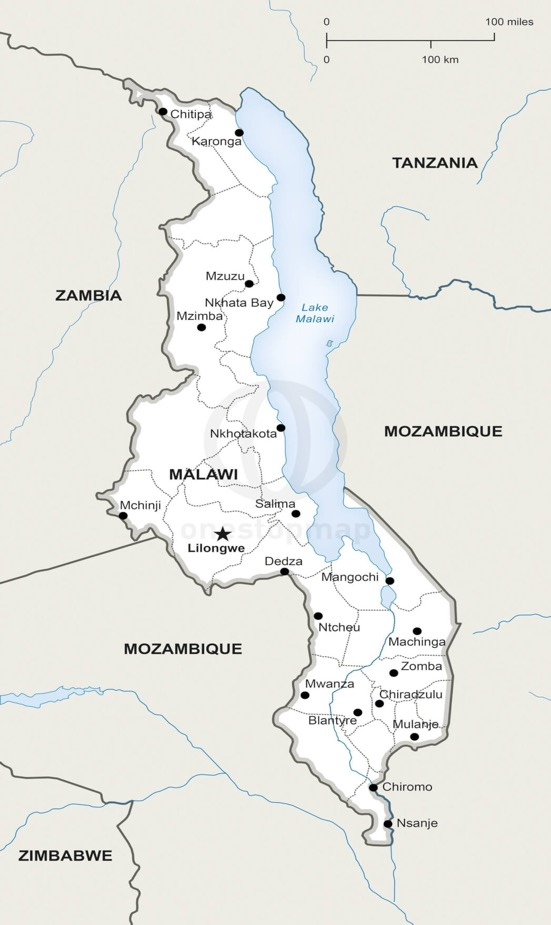 0
100 miles
0
100 km
Chitipa
Karonga
TANZANIA
Mzuzu
ZAMBIA
Nkhata Bay
Lake
Malawi
Mzimba
MOZAMBIQUE
Nkhotakota
MALAWI
Mchinji
Salima
onestopmap
Lilongwe
Dedza
Mangochi
Ntcheu
Machinga
MOZAMBIQUE
Zomba
Mwanza
Chiradzulu
Blantyre
Mulanje
Chiromo
Nsanje
ZIMBABWE